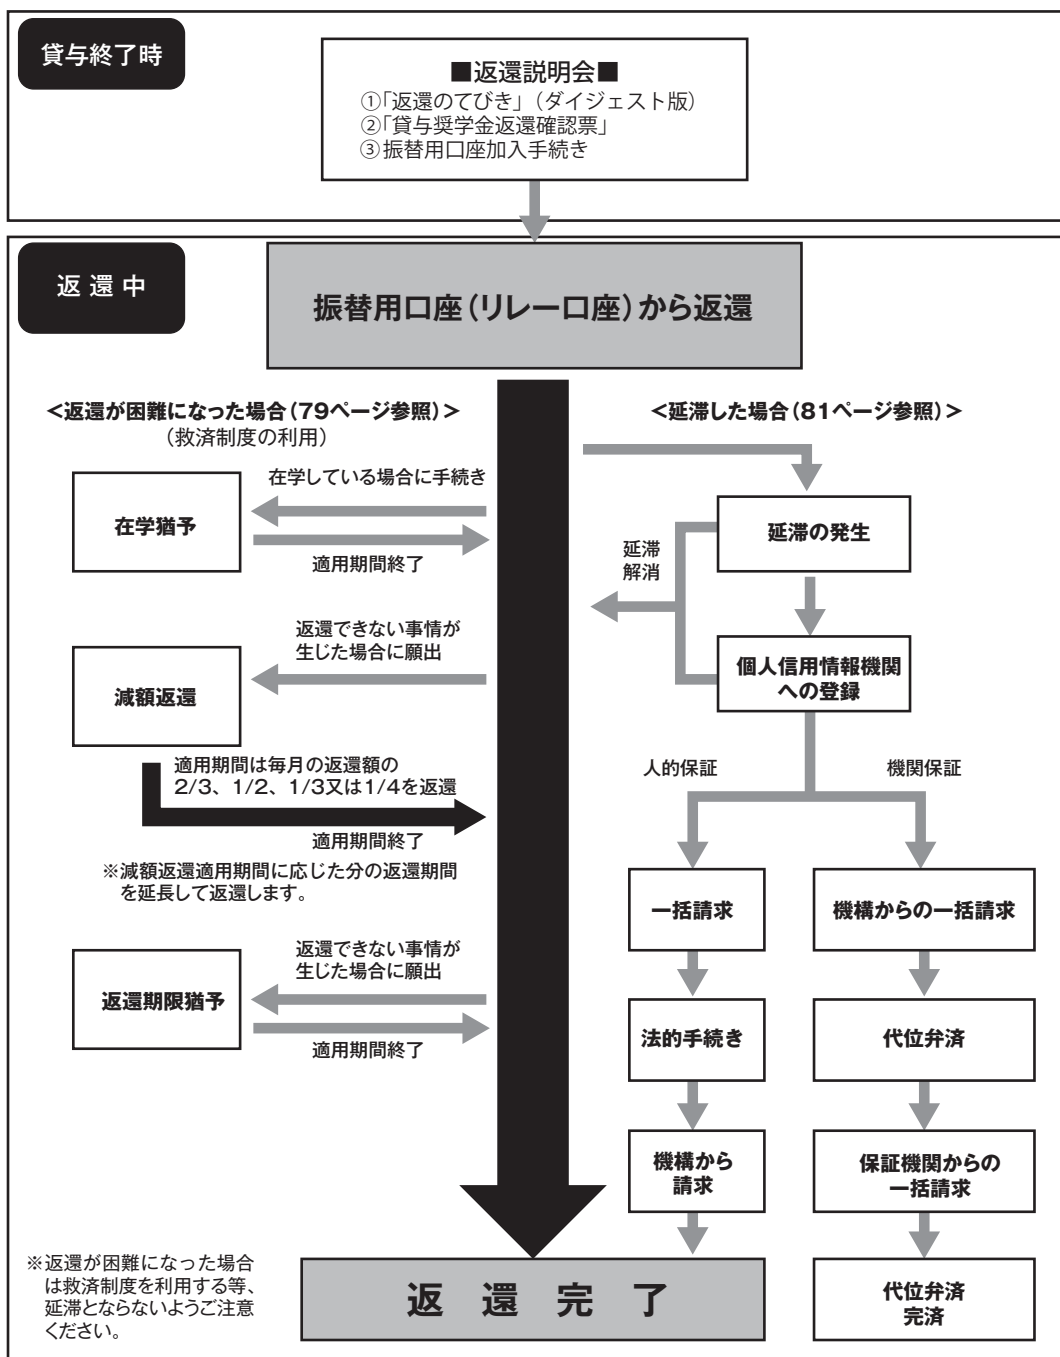 貸与終了時
■返還説明会■
①「返還のてびき」（ダイジェスト版）
②「貸与奨学金返還確認票」
③振替用口座加入手続き
返還中
振替用口座（リレー口座）から返還
＜返還が困難になった場合（79ページ参照）＞
（救済制度の利用）
在学している場合に手続き
在学猶予
適用期間終了
返還できない事情が
生じた場合に願出
減額返還
適用期間は毎月の返還額の
2/3、1/2、1/3又は1/4を返還
適用期間終了
※減額返還適用期間に応じた分の返還期間
を延長して返還します。
返還できない事情が
生じた場合に願出
返還期限猶予
適用期間終了
＜延滞した場合（81ページ参照）＞
延滞の発生
延滞
解消
個人信用情報機関
への登録
人的保証
機関保証
一括請求
機構からの一括請求
法的手続き
代位弁済
機構から
請求
保証機関からの
一括請求
※返還が困難になった場合
は救済制度を利用する等、
延滞とならないようご注意
ください。
返還完了
代位弁済
完済